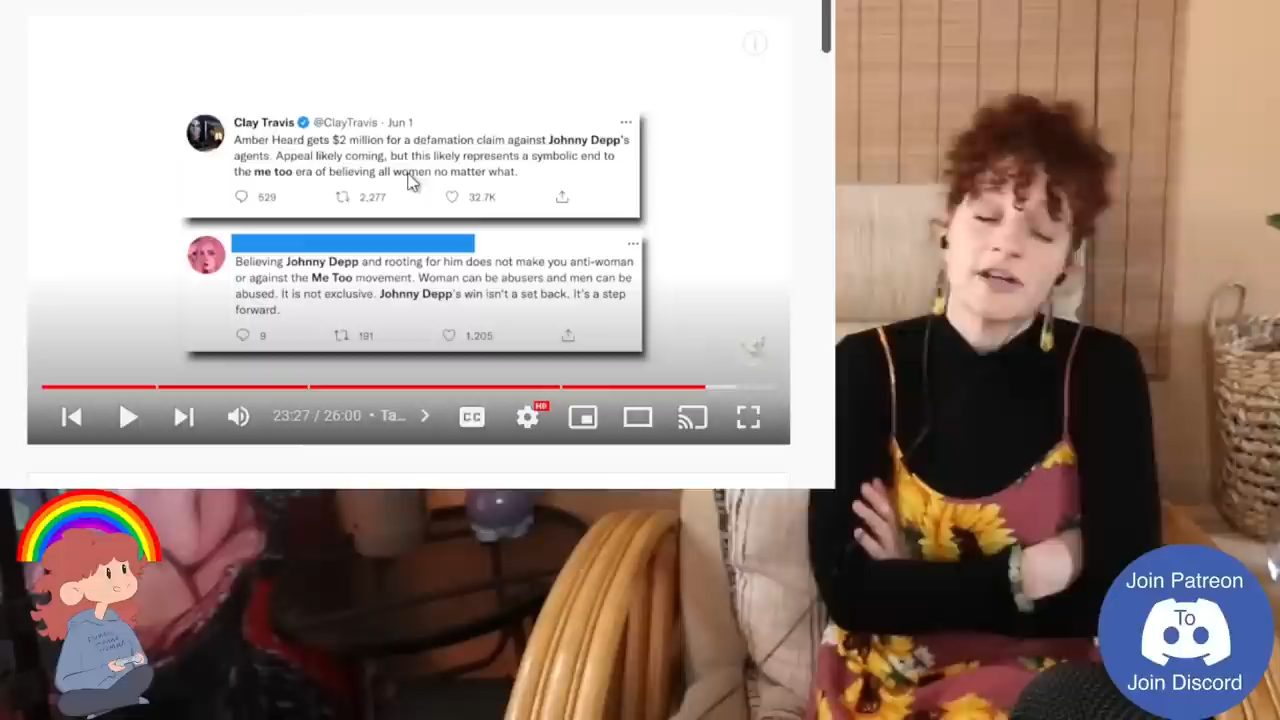 Clay Travis @ClayTravis · Jun 1
Amber Heard gets $2 million for a defamation claim against Johnny Depp's
agents. Appeal likely coming, but this likely represents a symbolic end to
the me too era of believing all women no matter what.
529 2,277 32.7K
Believing Johnny Depp and rooting for him does not make you anti-woman
or against the Me Too movement. Woman can be abusers and men can be
abused. It is not exclusive. Johnny Depp's win isn't a set back. It's a step
forward.
9 191 1,205
23:27 / 26:00 • Ta...
CC
HD
Join Patreon
To
Join Discord